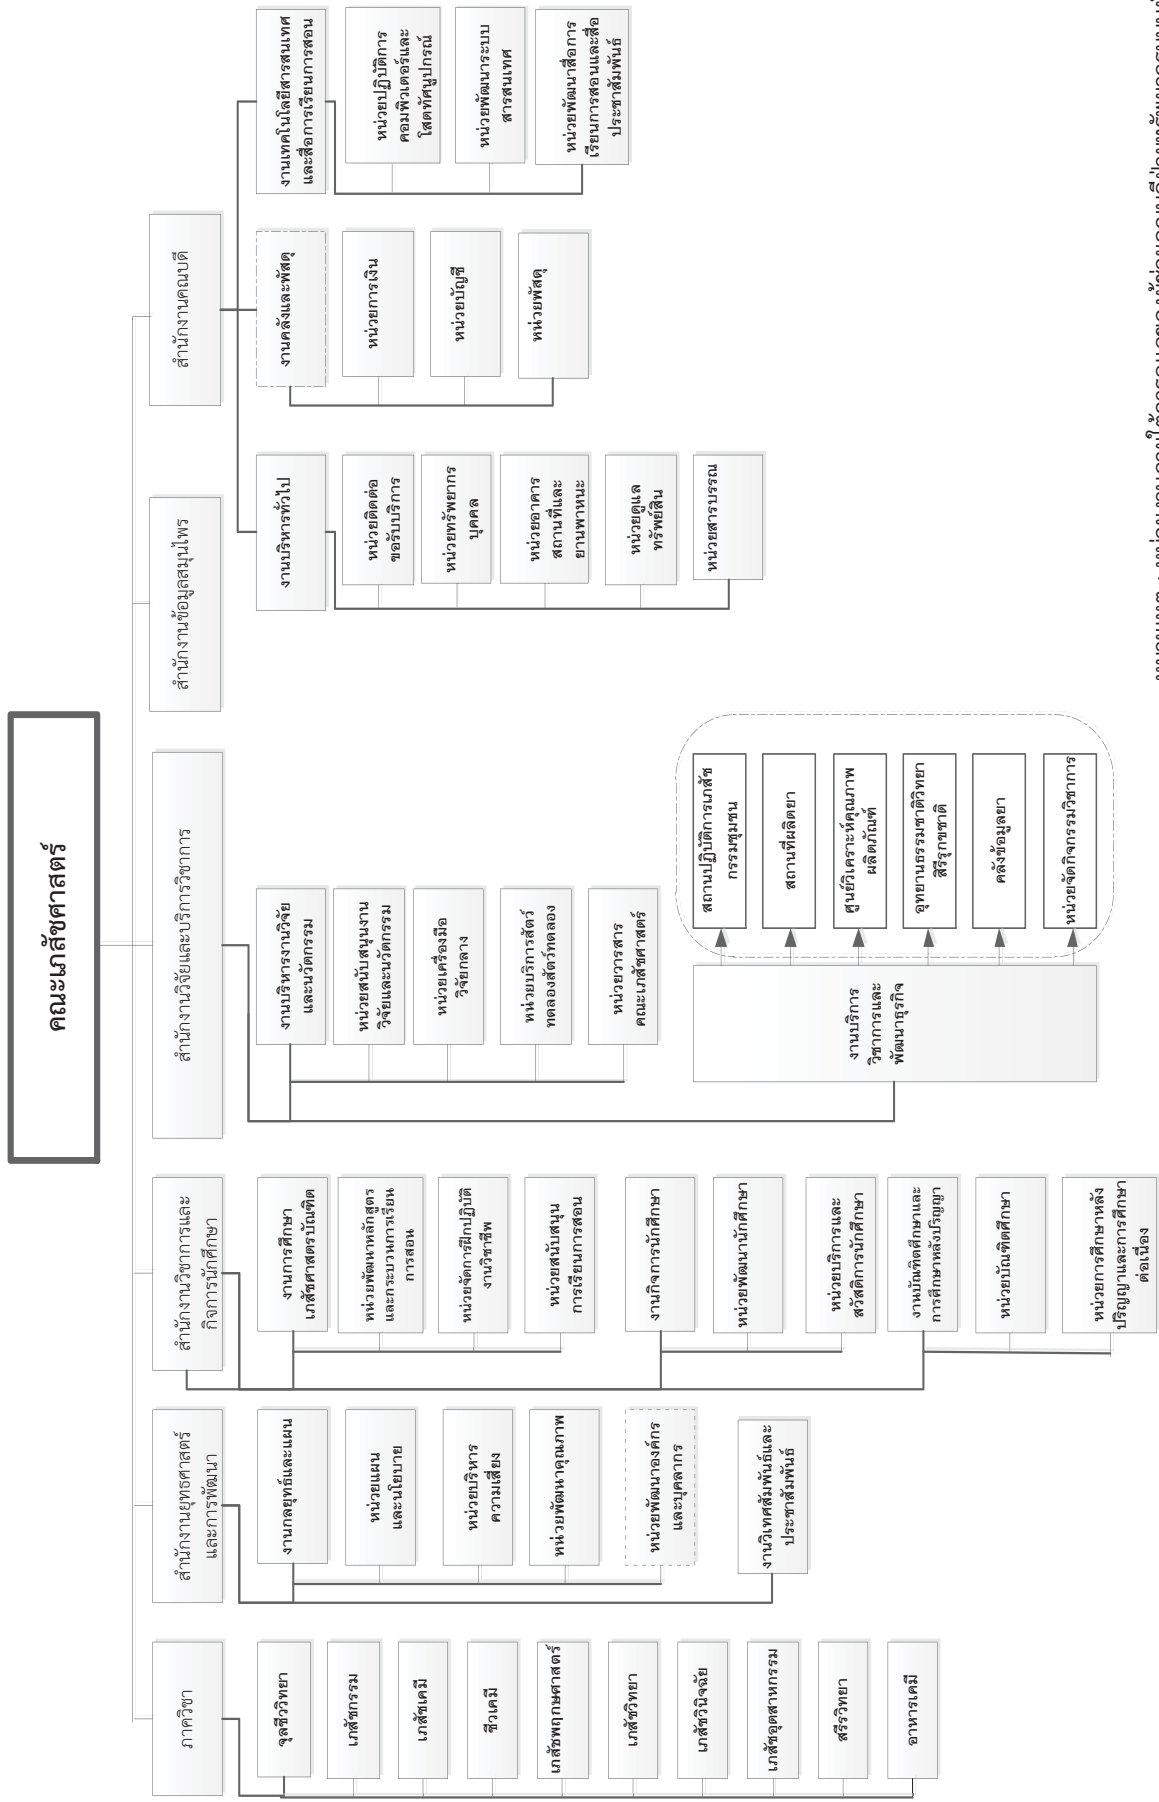 คณะเภสัชศาสตร์
ภาควิชา
จุลชีววิทยา
เภสัชกรรม
เภสัชเคมี
ชีวเคมี
เภสัชพฤกษศาสตร์
เภสัชวิทยา
เภสัชวินิจฉัย
เภสัชอุตสาหกรรม
สรีรวิทยา
อาหารเคมี
สำนักงานยุทธศาสตร์
และการพัฒนา
งานกลยุทธ์และแผน
หน่วยแผน
และนโยบาย
หน่วยบริหาร
ความเสี่ยง
หน่วยพัฒนาคุณภาพ
หน่วยพัฒนาองค์กร
และบุคลากร
งานวิเทศสัมพันธ์และ
ประชาสัมพันธ์
สำนักงานวิชาการและ
กิจการนักศึกษา
งานการศึกษา
เภสัชศาสตรบัณฑิต
หน่วยพัฒนาหลักสูตร
และกระบวนการเรียน
การสอน
หน่วยจัดการฝึกปฏิบัติ
งานวิชาชีพ
หน่วยสนับสนุน
การเรียนการสอน
งานกิจการนักศึกษา
หน่วยพัฒนานักศึกษา
หน่วยบริการและ
สวัสดิการนักศึกษา
งานบัณฑิตศึกษาและ
การศึกษาหลังปริญญา
หน่วยบัณฑิตศึกษา
หน่วยการศึกษาหลัง
ปริญญาและการศึกษา
ต่อเนื่อง
สำนักงานวิจัยและบริการวิชาการ
งานบริหารงานวิจัย
และนวัตกรรม
หน่วยสนับสนุนงาน
วิจัยและนวัตกรรม
หน่วยเครื่องมือ
วิจัยกลาง
หน่วยบริการสัตว์
ทดลองสัตว์ทดลอง
หน่วยวารสาร
คณะเภสัชศาสตร์
งานบริการ
วิชาการและ
พัฒนาธุรกิจ
สถานปฏิบัติการเภสัช
กรรมชุมชน
สถานที่ผลิตยา
ศูนย์วิเคราะห์คุณภาพ
ผลิตภัณฑ์
อุทยานธรรมชาติวิทยา
สิรีรุกขชาติ
คลังข้อมูลยา
หน่วยจัดกิจกรรมวิชาการ
สำนักงานข้อมูลสมุนไพร
สำนักงานคณบดี
งานบริหารทั่วไป
หน่วยติดต่อ
ขอรับบริการ
หน่วยทรัพยากร
บุคคล
หน่วยอาคาร
สถานที่และ
ยานพาหนะ
หน่วยดูแล
ทรัพย์สิน
หน่วยสารบรรณ
งานคลังและพัสดุ
หน่วยการเงิน
หน่วยบัญชี
หน่วยพัสดุ
งานเทคโนโลยีสารสนเทศ
และสื่อการเรียนการสอน
หน่วยปฏิบัติการ
คอมพิวเตอร์และ
โสตทัศนูปกรณ์
หน่วยพัฒนาระบบ
สารสนเทศ
หน่วยพัฒนาสื่อการ
เรียนการสอนและสื่อ
ประชาสัมพันธ์